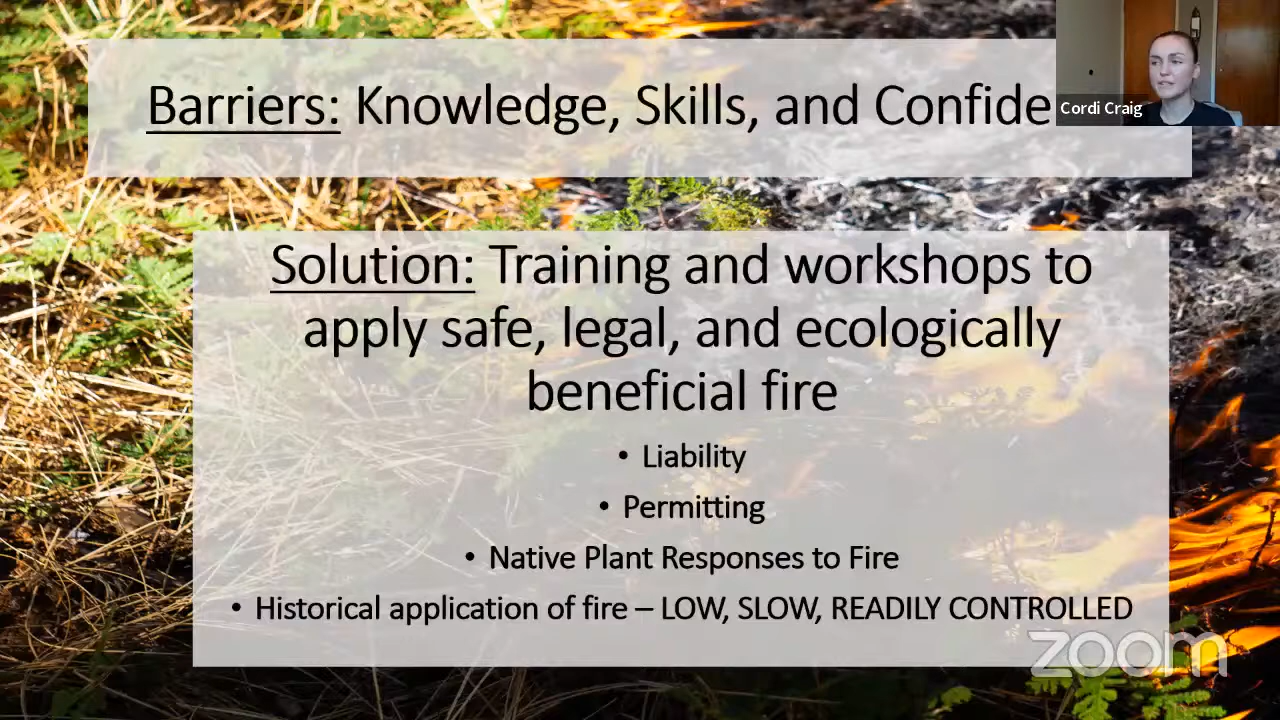 Barriers: Knowledge, Skills, and Confide
Cordi Craig
Solution: Training and workshops to
apply safe, legal, and ecologically
beneficial fire
• Liability
• Permitting
• Native Plant Responses to Fire
• Historical application of fire – LOW, SLOW, READILY CONTROLLED
zoom